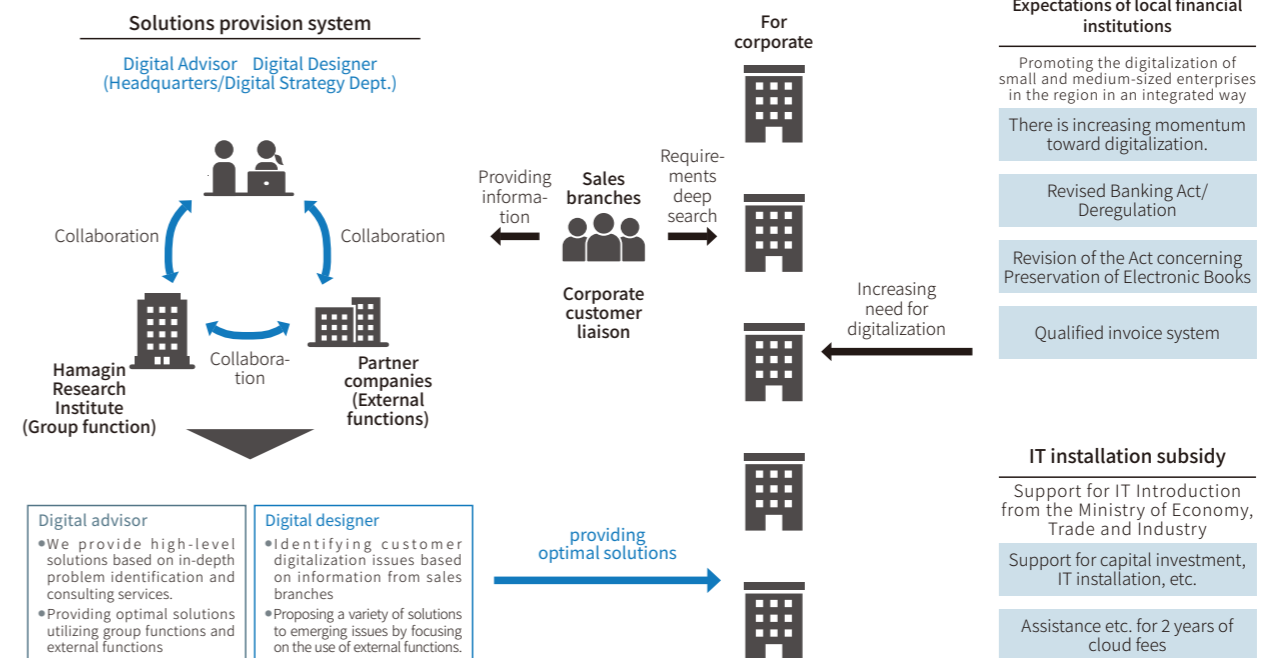 Solutions provision system
Digital Advisor Digital Designer
(Headquarters/Digital Strategy Dept.)
Collaboration
Collaboration
Collabora-
tion
Hamagin
Research
Institute
(Group function)
Partner
companies
(External
functions)
Digital advisor
•We provide high-level
solutions based on in-depth
problem identification and
consulting services.
•Providing optimal solutions
utilizing group functions and
external functions
Digital designer
•Identifying customer
digitalization issues based
on information from sales
branches
•Proposing a variety of solutions
to emerging issues by focusing
on the use of external functions.
Providing
informa-
tion
Sales
branches
Corporate
customer
liaison
Require-
ments
deep
search
providing
optimal solutions
For
corporate
Increasing
need for
digitalization
Expectations of local financial
institutions
Promoting the digitalization of
small and medium-sized enterprises
in the region in an integrated way
There is increasing momentum
toward digitalization.
Revised Banking Act/
Deregulation
Revision of the Act concerning
Preservation of Electronic Books
Qualified invoice system
IT installation subsidy
Support for IT Introduction
from the Ministry of Economy,
Trade and Industry
Support for capital investment,
IT installation, etc.
Assistance etc. for 2 years of
cloud fees